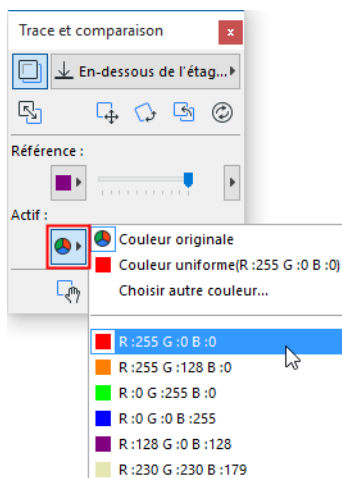 Trace et comparaison
x
En-dessous de l'étag...
Référence :
Actif :
Couleur originale
Couleur uniforme(R :255 G :0 B :0)
Choisir autre couleur...
R :255 G :0 B :0
R :255 G :128 B :0
R :0 G :255 B :0
R :0 G :0 B :255
R :128 G :0 B :128
R :230 G :230 B :179